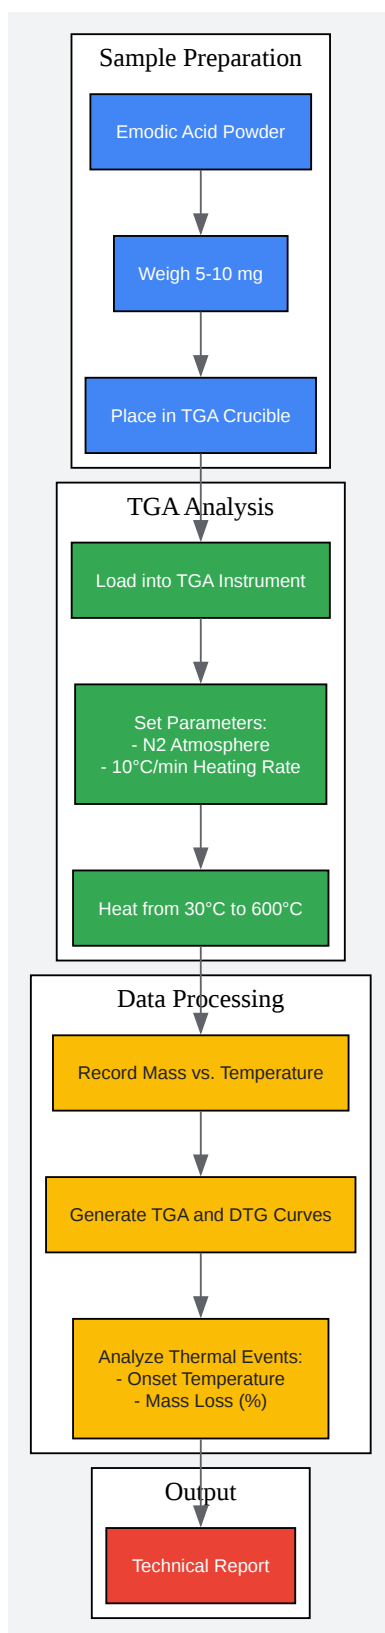 Sample Preparation
Emodic Acid Powder
Weigh 5-10 mg
Place in TGA Crucible
TGA Analysis
Load into TGA Instrument
Set Parameters:
- N2 Atmosphere
- 10°C/min Heating Rate
Heat from 30°C to 600°C
Data Processing
Record Mass vs. Temperature
Generate TGA and DTG Curves
Analyze Thermal Events:
- Onset Temperature
- Mass Loss (%)
Output
Technical Report